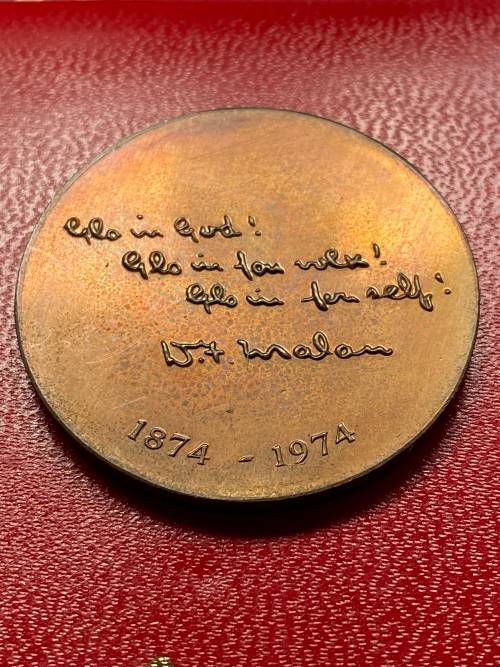 Glo in God!
Glo in jou volk!
Glo in jou self!
D.F. Malan
1874 - 1974